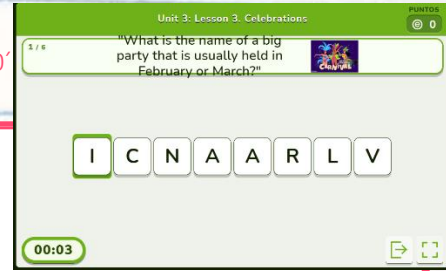 Unit 3: Lesson 3. Celebrations
PUNTOS
0
1 / 6
"What is the name of a big
party that is usually held in
February or March?"
CARNIVAL
I C N A A R L V
00:03